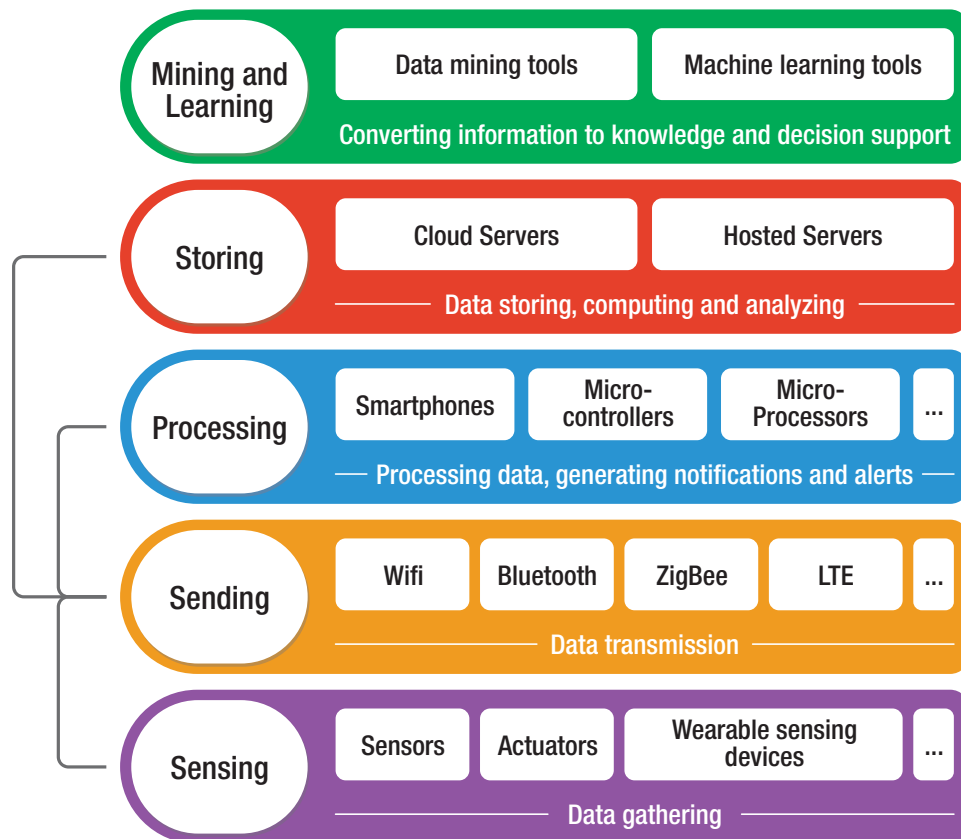 Mining and
Learning
Data mining tools
Machine learning tools
Converting information to knowledge and decision support
Storing
Cloud Servers
Hosted Servers
Data storing, computing and analyzing
Processing
Smartphones
Micro-
controllers
Micro-
Processors
...
Processing data, generating notifications and alerts
Sending
Wifi
Bluetooth
ZigBee
LTE
...
Data transmission
Sensing
Sensors
Actuators
Wearable sensing
devices
...
Data gathering